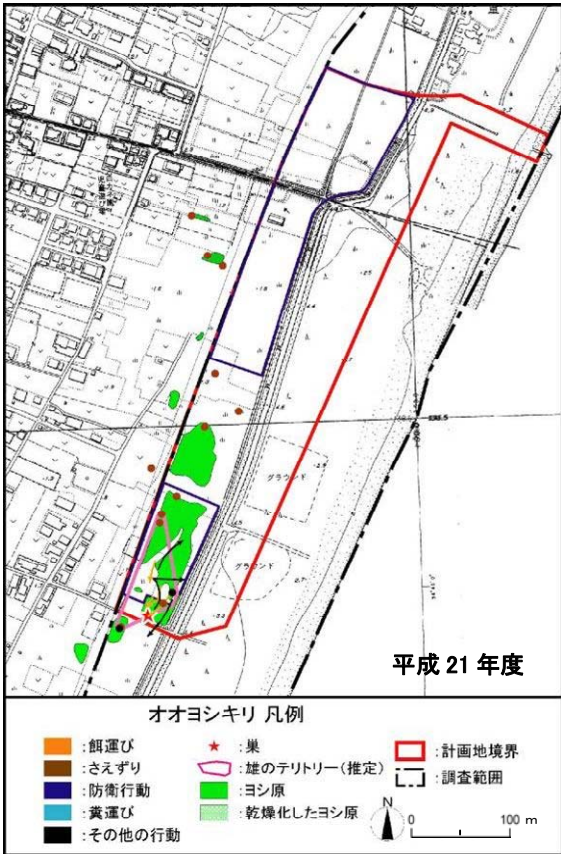 グラウンド
グラウンド
平成 21 年度
オオヨシキリ 凡例
:餌運び
:さえずり
:防衛行動
:糞運び
:その他の行動
:巣
:雄のテリトリー(推定)
:ヨシ原
:乾燥化したヨシ原
:計画地境界
:調査範囲
N
0 100 m